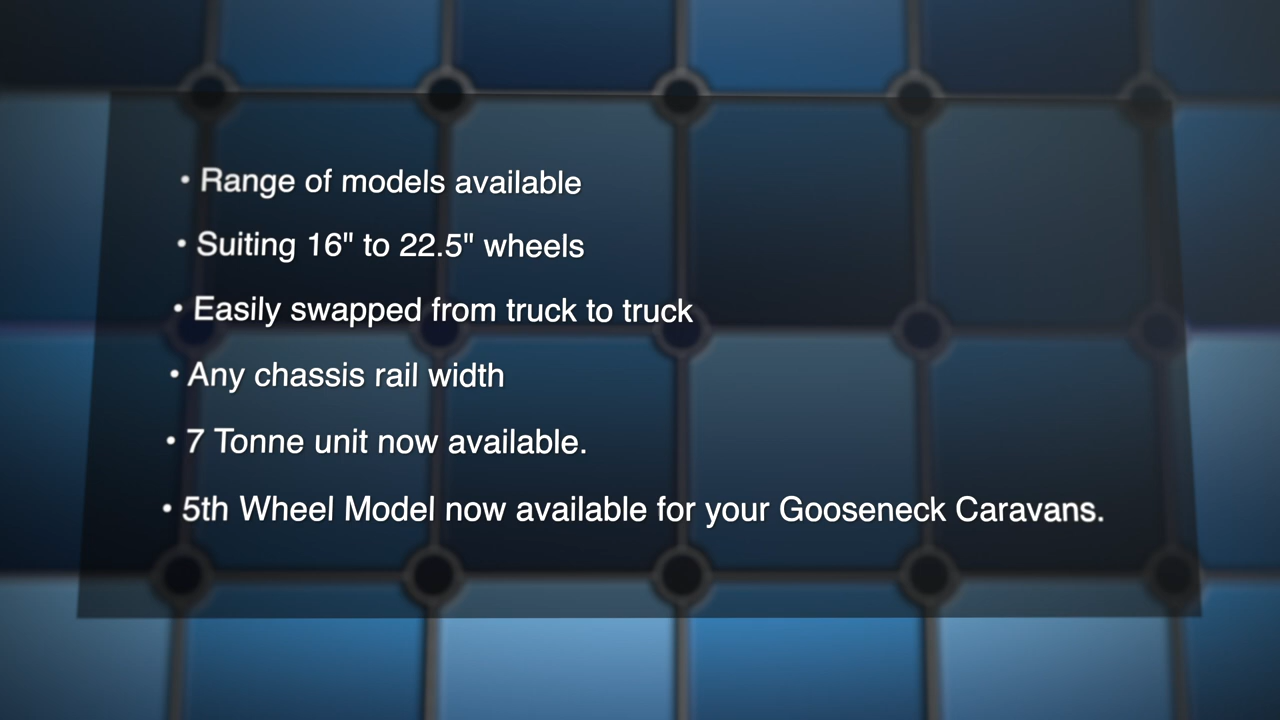 • Range of models available
• Suiting 16" to 22.5" wheels
• Easily swapped from truck to truck
• Any chassis rail width
• 7 Tonne unit now available.
• 5th Wheel Model now available for your Gooseneck Caravans.